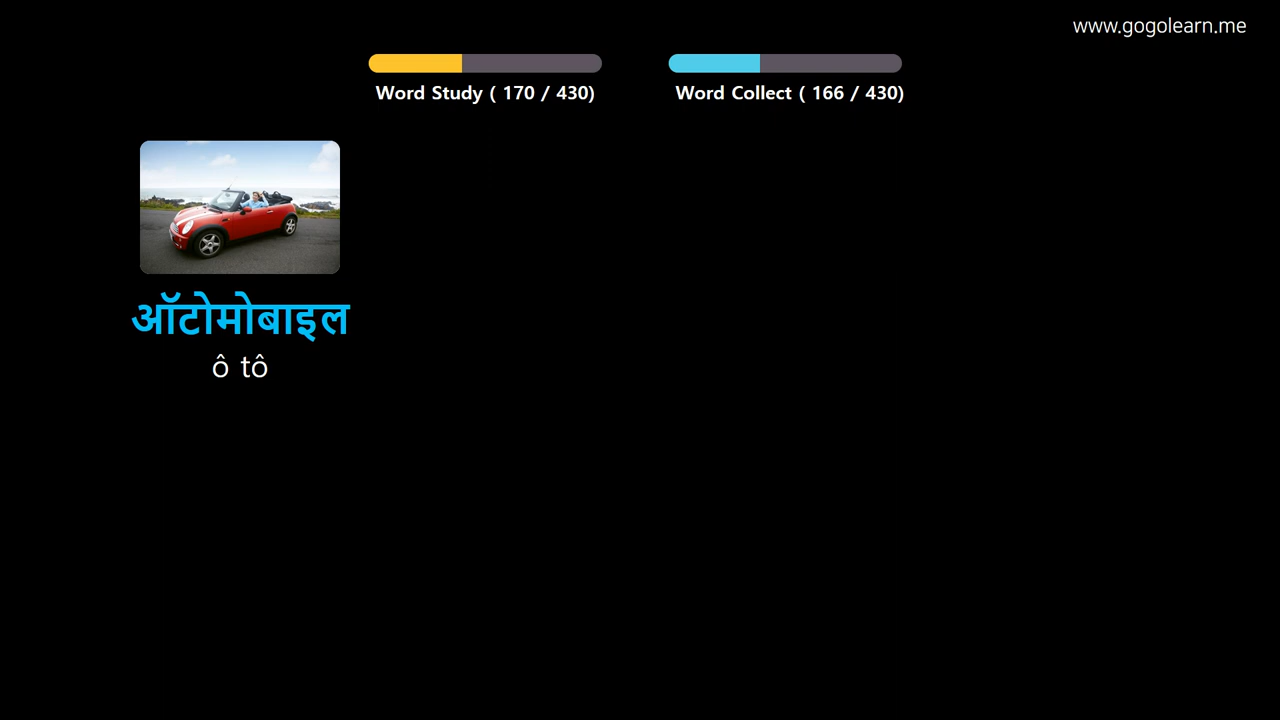 www.gogolearn.me
Word Study ( 170 / 430)
Word Collect ( 166 / 430)
ऑटोमोबाइल
ô tô